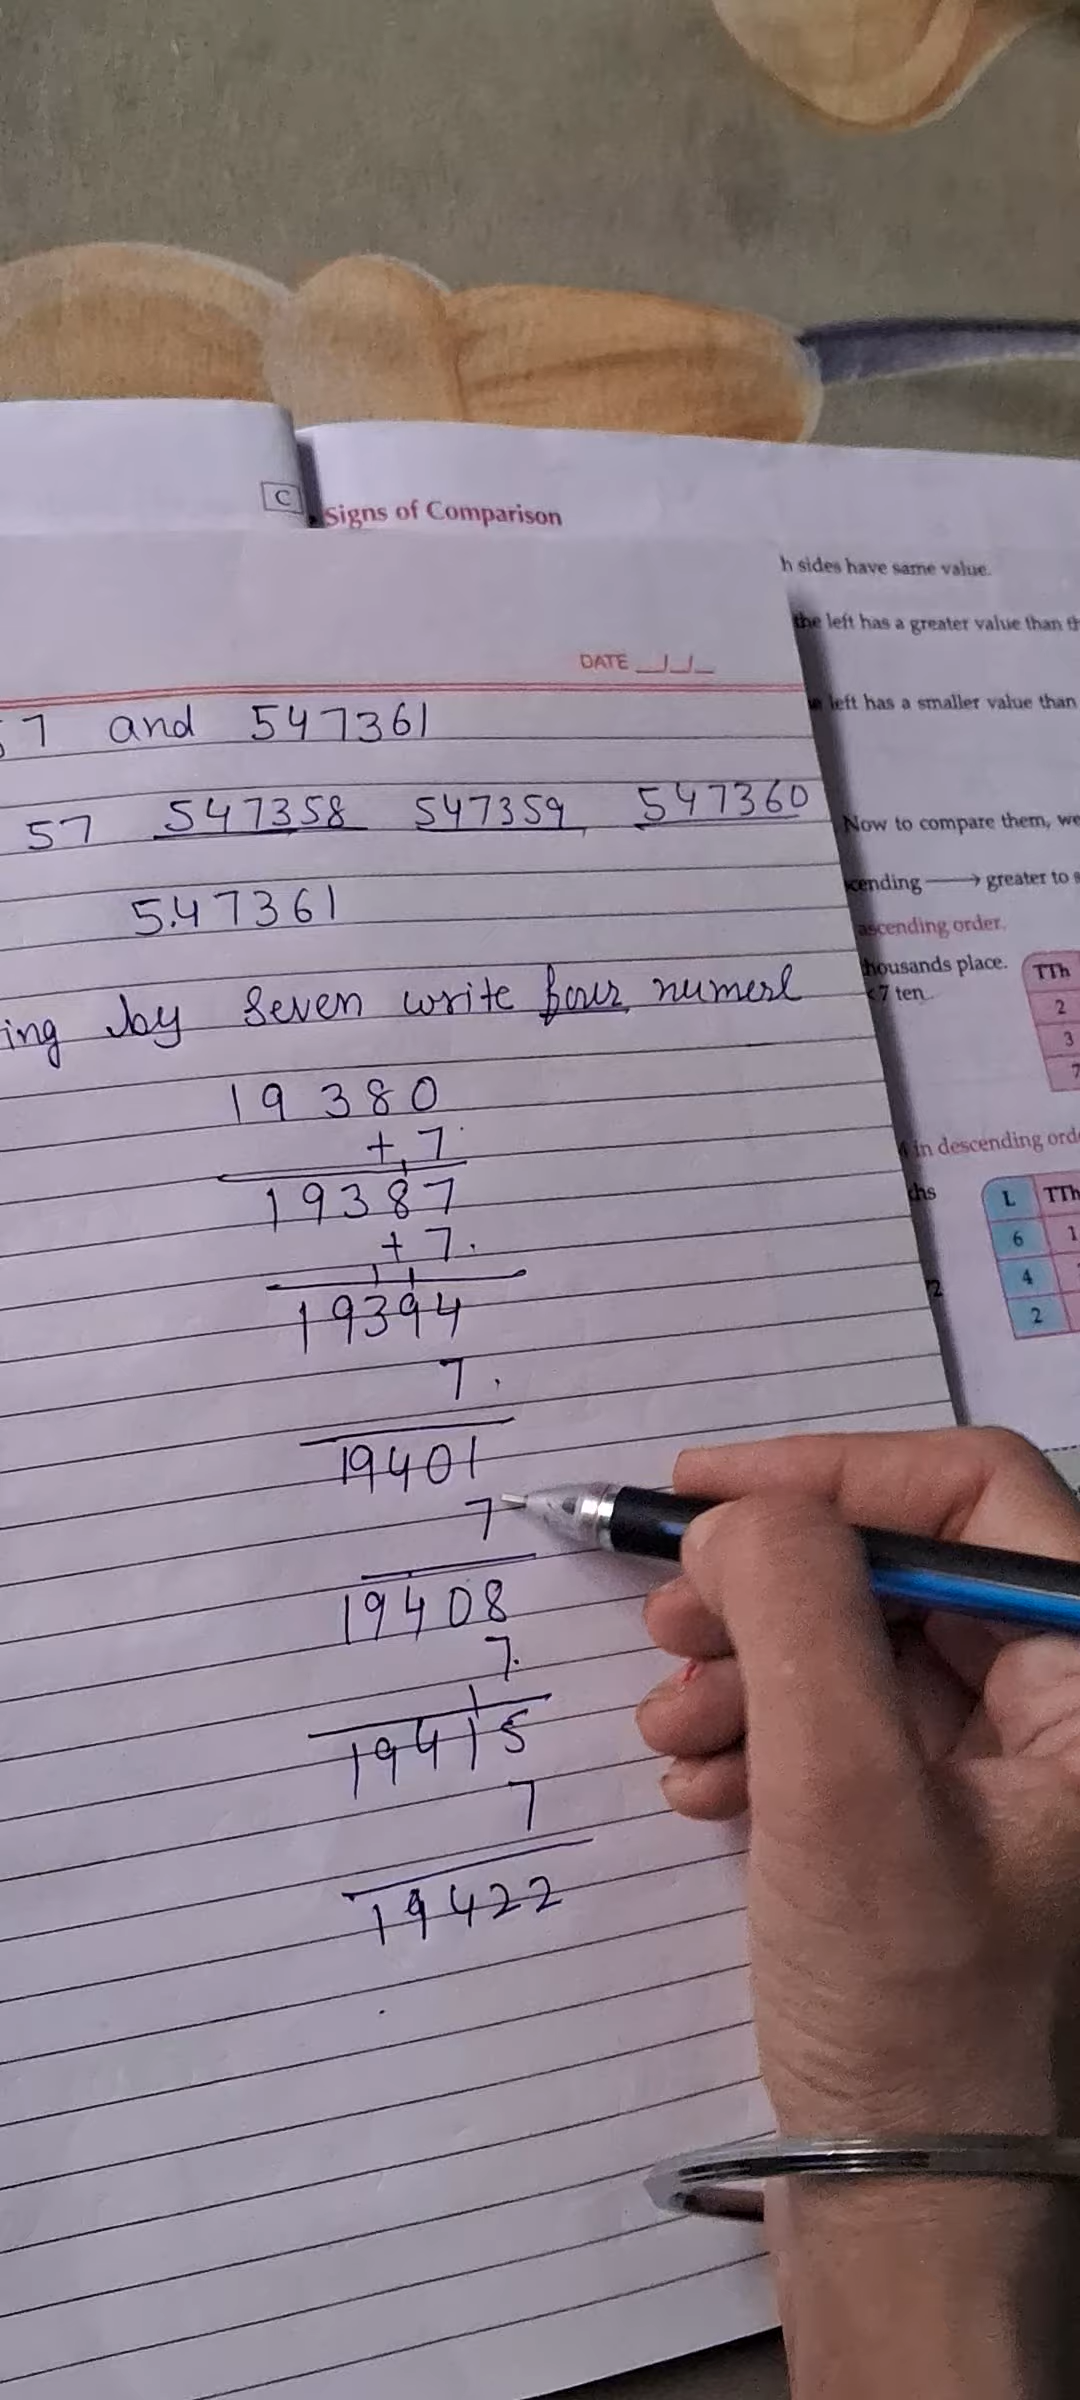 C Signs of Comparison
h sides have same value.
the left has a greater value than th
left has a smaller value than
DATE
57 and 547361
57 547358 547359, 547360
Now to compare them, we
cending → greater to s
547361
ascending order.
housands place.
<7 ten.
TTh
2
3
7
ing by Seven write four numerl
19380
+ 7
19387
+ 7.
19394
7.
19401
7
19408
7.
19415
7
19422
in descending ord
ths
L TTh
6 1
4
2